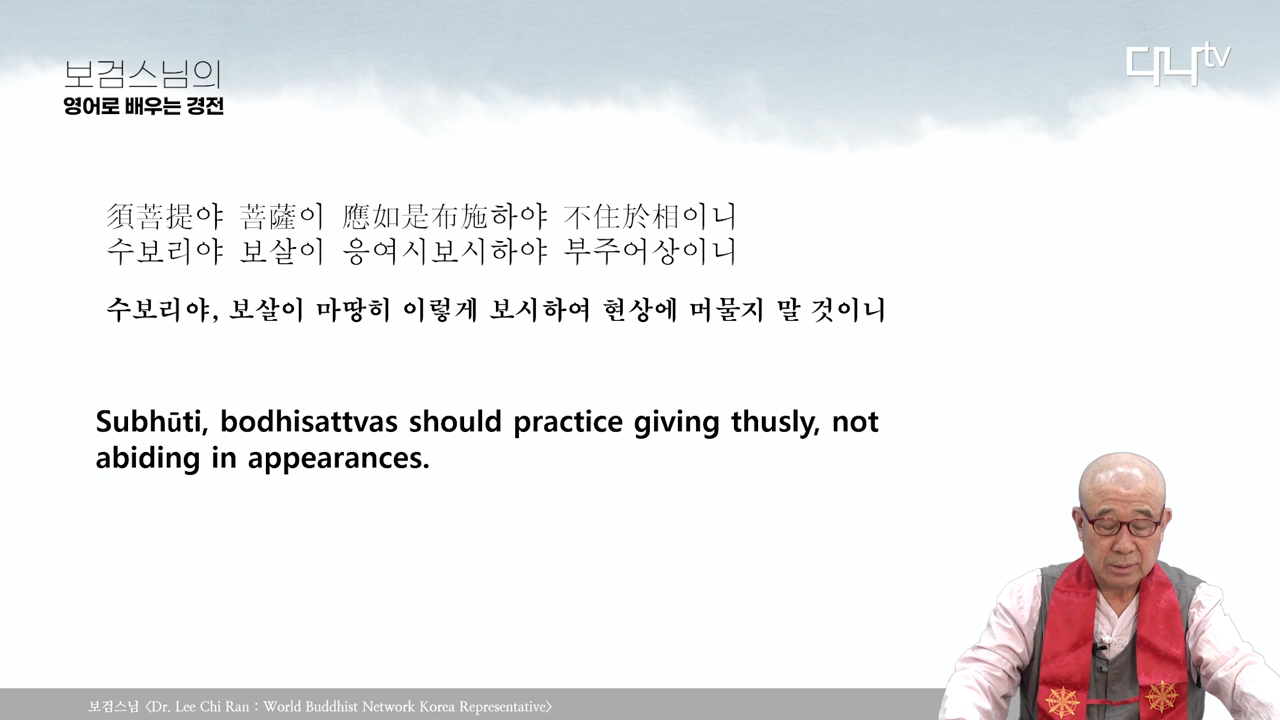 보검스님의
영어로 배우는 경전
다나tv
須菩提야 菩薩이 應如是布施하야 不住於相이니
수보리야 보살이 응여시보시하야 부주어상이니
수보리야, 보살이 마땅히 이렇게 보시하여 현상에 머물지 말 것이니
Subhūti, bodhisattvas should practice giving thusly, not
abiding in appearances.
보검스님 <Dr. Lee Chi Ran : World Buddhist Network Korea Representative>